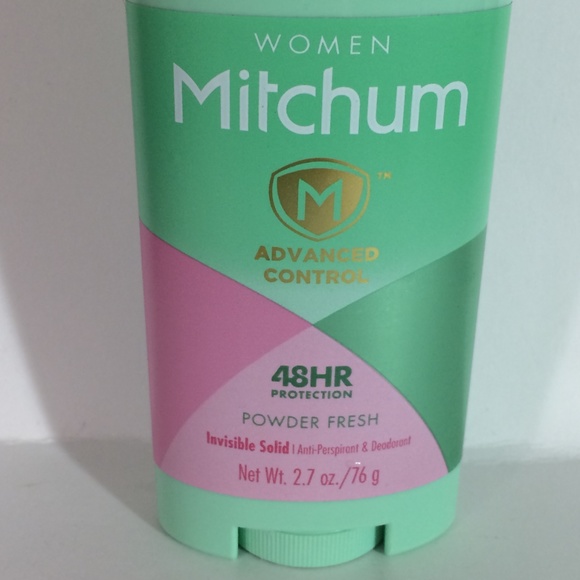 WOMEN
Mitchum
M ™
ADVANCED
CONTROL
48HR
PROTECTION
POWDER FRESH
Invisible Solid | Anti-Perspirant & Deodorant
Net Wt. 2.7 oz./76 g